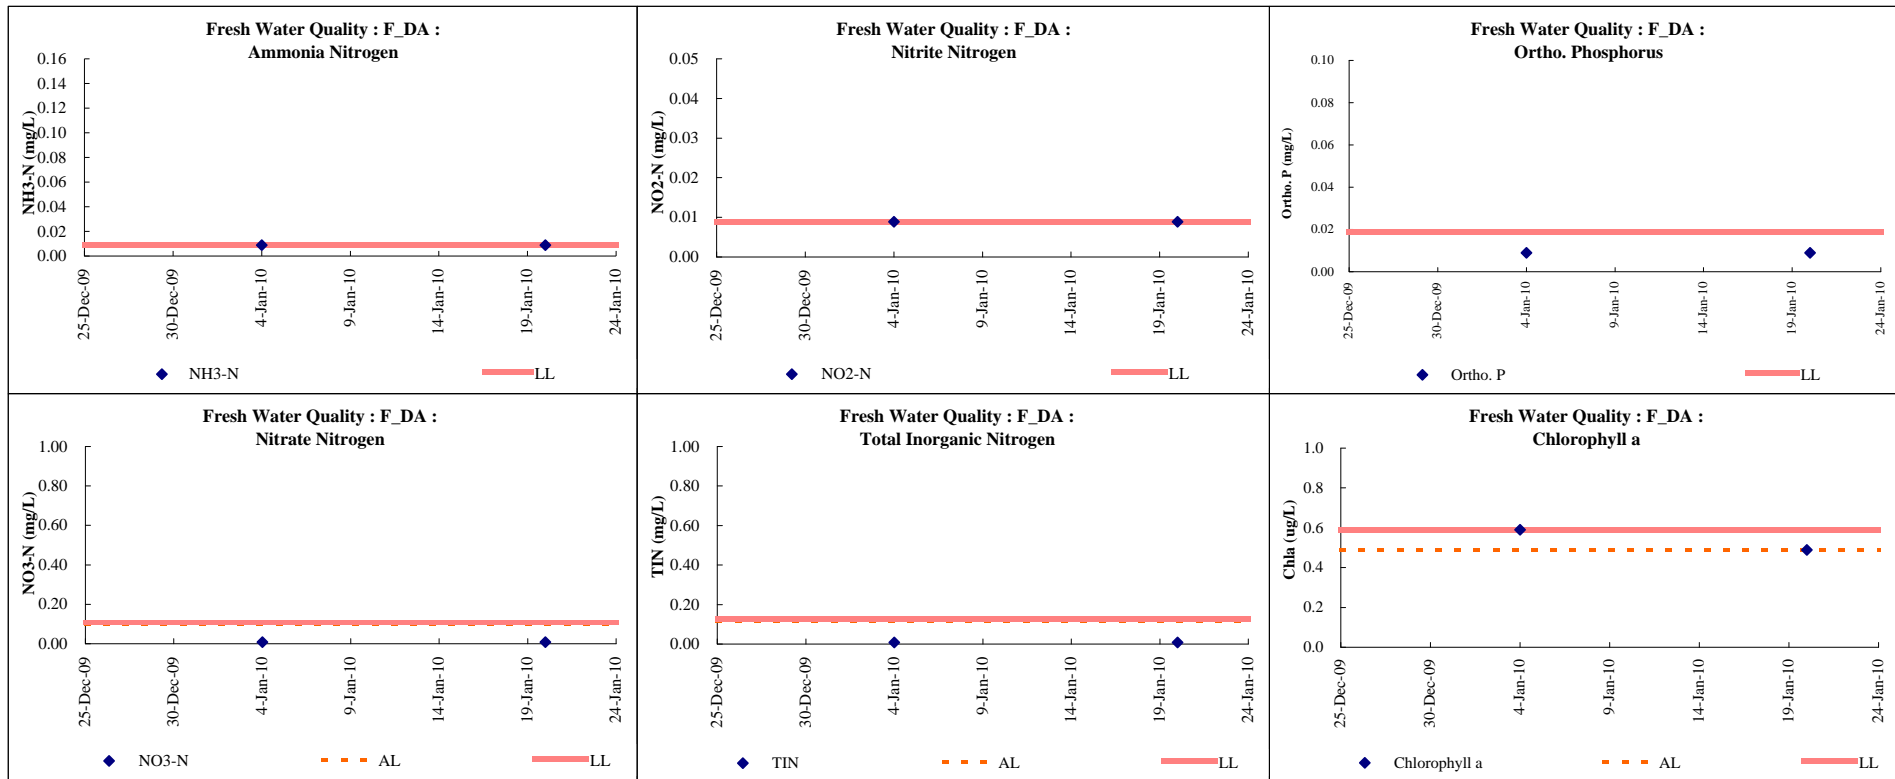 Fresh Water Quality : F_DA :
Ammonia Nitrogen
NH3-N (mg/L)
0.16
0.14
0.12
0.10
0.08
0.06
0.04
0.02
0.00
25-Dec-09
30-Dec-09
4-Jan-10
9-Jan-10
14-Jan-10
19-Jan-10
24-Jan-10
NH3-N
LL
Fresh Water Quality : F_DA :
Nitrite Nitrogen
NO2-N (mg/L)
0.05
0.04
0.03
0.02
0.01
0.00
25-Dec-09
30-Dec-09
4-Jan-10
9-Jan-10
14-Jan-10
19-Jan-10
24-Jan-10
NO2-N
LL
Fresh Water Quality : F_DA :
Ortho. Phosphorus
Ortho. P (mg/L)
0.10
0.08
0.06
0.04
0.02
0.00
25-Dec-09
30-Dec-09
4-Jan-10
9-Jan-10
14-Jan-10
19-Jan-10
24-Jan-10
Ortho. P
LL
Fresh Water Quality : F_DA :
Nitrate Nitrogen
NO3-N (mg/L)
1.00
0.80
0.60
0.40
0.20
0.00
25-Dec-09
30-Dec-09
4-Jan-10
9-Jan-10
14-Jan-10
19-Jan-10
24-Jan-10
NO3-N
AL
LL
Fresh Water Quality : F_DA :
Total Inorganic Nitrogen
TIN (mg/L)
1.00
0.80
0.60
0.40
0.20
0.00
25-Dec-09
30-Dec-09
4-Jan-10
9-Jan-10
14-Jan-10
19-Jan-10
24-Jan-10
TIN
AL
LL
Fresh Water Quality : F_DA :
Chlorophyll a
Chla (ug/L)
1.0
0.8
0.6
0.4
0.2
0.0
25-Dec-09
30-Dec-09
4-Jan-10
9-Jan-10
14-Jan-10
19-Jan-10
24-Jan-10
Chlorophyll a
AL
LL